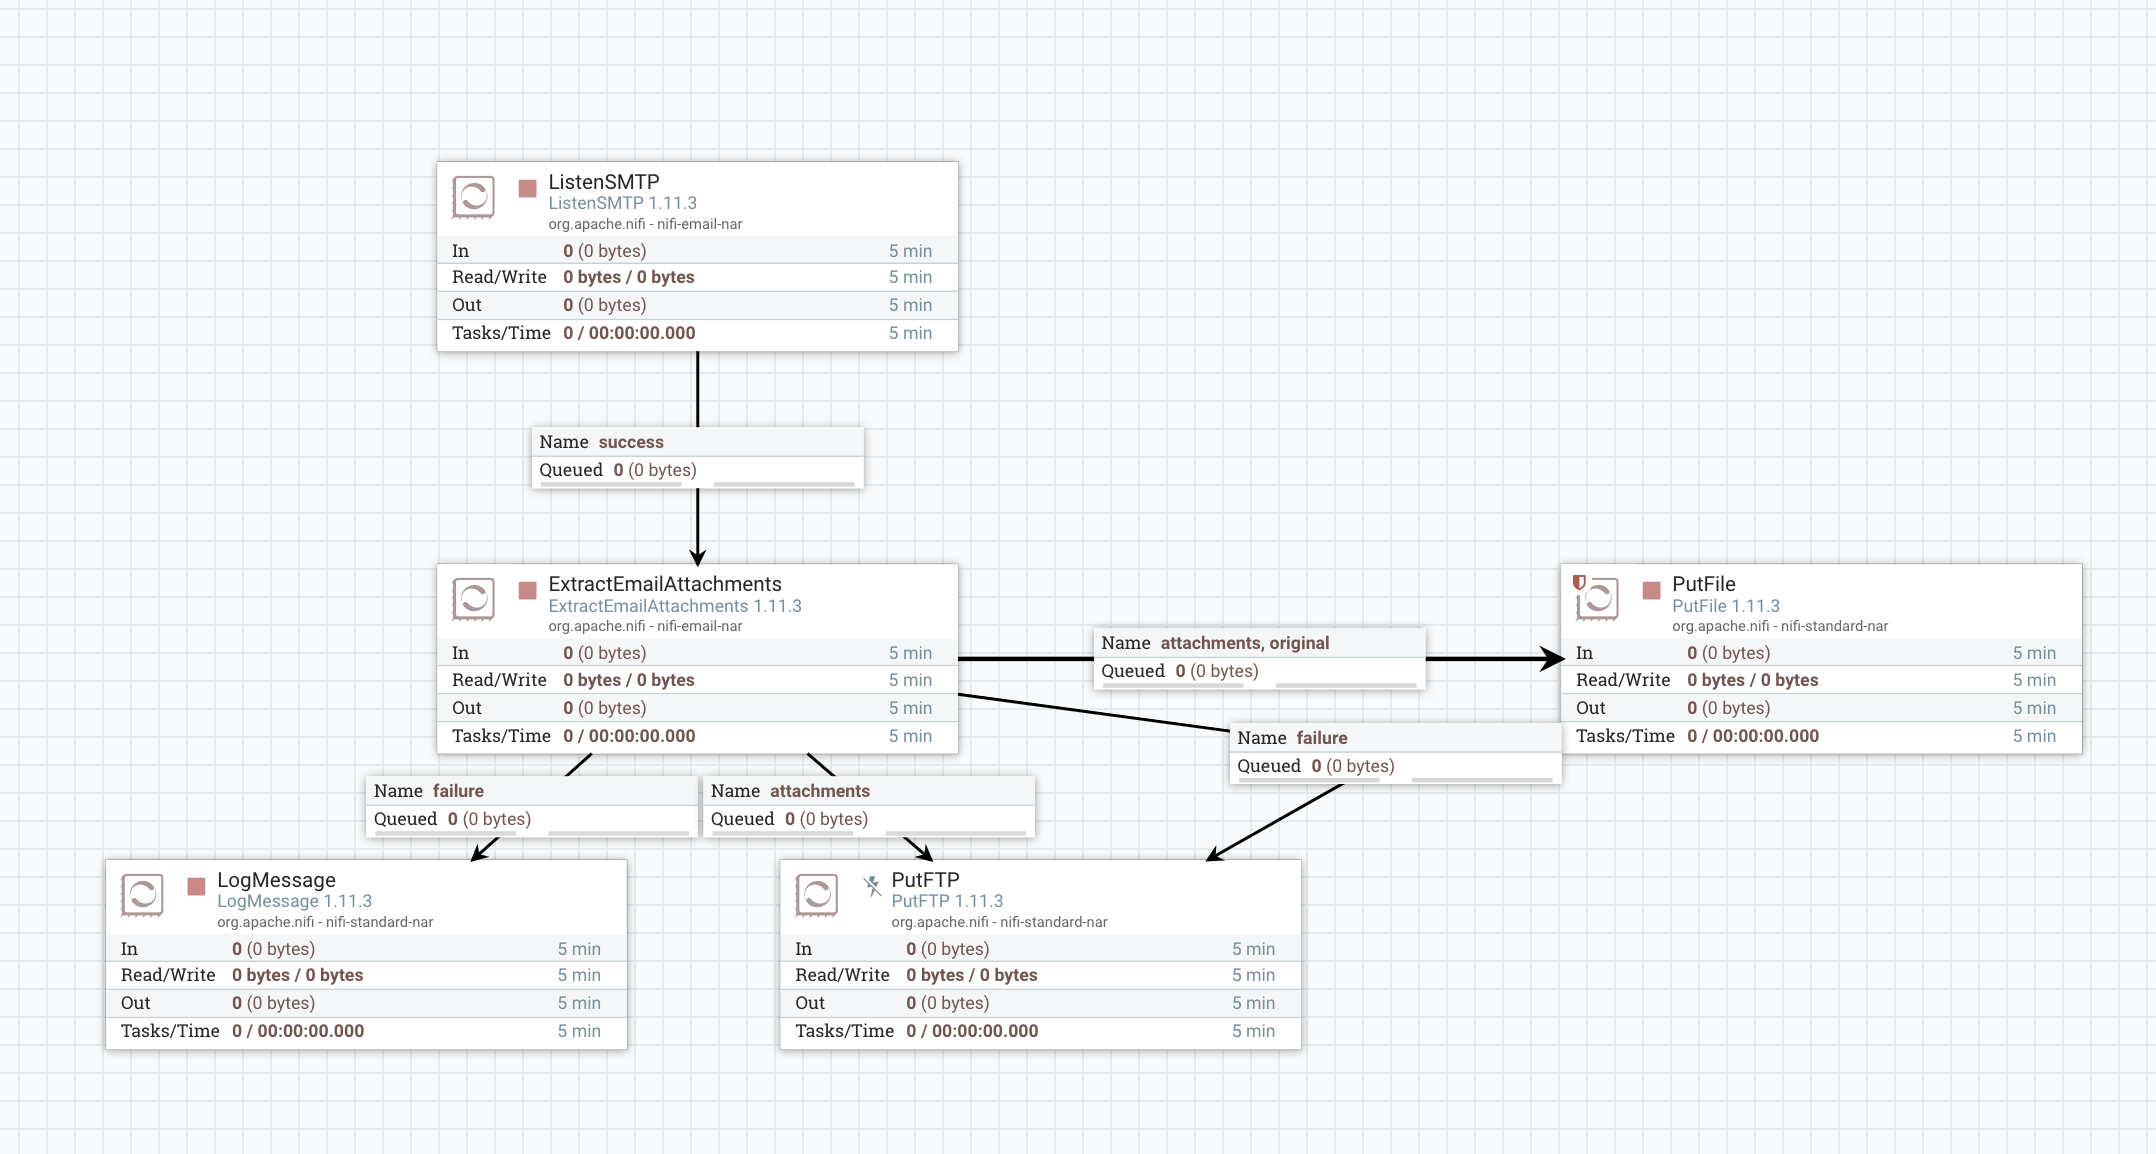 ListenSMTP
ListenSMTP 1.11.3
org.apache.nifi - nifi-email-nar
In 0 (0 bytes) 5 min
Read/Write 0 bytes / 0 bytes 5 min
Out 0 (0 bytes) 5 min
Tasks/Time 0 / 00:00:00.000 5 min
Name success
Queued 0 (0 bytes)
ExtractEmailAttachments
ExtractEmailAttachments 1.11.3
org.apache.nifi - nifi-email-nar
In 0 (0 bytes) 5 min
Read/Write 0 bytes / 0 bytes 5 min
Out 0 (0 bytes) 5 min
Tasks/Time 0 / 00:00:00.000 5 min
Name attachments, original
Queued 0 (0 bytes)
PutFile
PutFile 1.11.3
org.apache.nifi - nifi-standard-nar
In 0 (0 bytes) 5 min
Read/Write 0 bytes / 0 bytes 5 min
Out 0 (0 bytes) 5 min
Tasks/Time 0 / 00:00:00.000 5 min
Name failure
Queued 0 (0 bytes)
Name failure
Queued 0 (0 bytes)
Name attachments
Queued 0 (0 bytes)
LogMessage
LogMessage 1.11.3
org.apache.nifi - nifi-standard-nar
In 0 (0 bytes) 5 min
Read/Write 0 bytes / 0 bytes 5 min
Out 0 (0 bytes) 5 min
Tasks/Time 0 / 00:00:00.000 5 min
PutFTP
PutFTP 1.11.3
org.apache.nifi - nifi-standard-nar
In 0 (0 bytes) 5 min
Read/Write 0 bytes / 0 bytes 5 min
Out 0 (0 bytes) 5 min
Tasks/Time 0 / 00:00:00.000 5 min